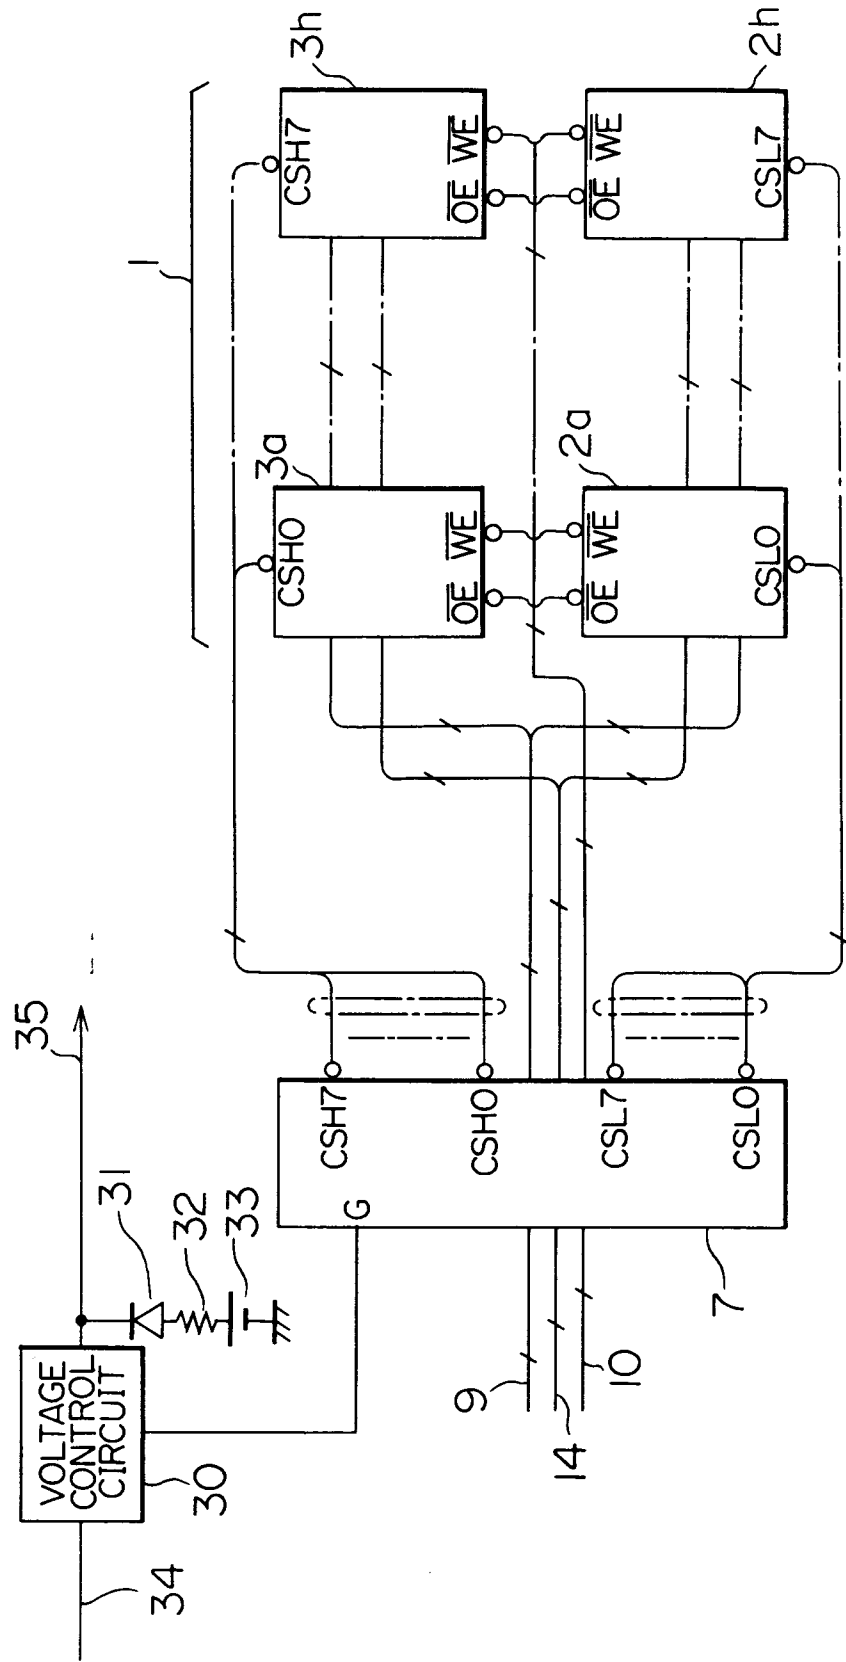 34
30
VOLTAGE
CONTROL
CIRCUIT
35
31
32
33
G
9
14
10
7
CSH7
CSH0
CSL7
CSL0
1
3a
CSH0
OE WE
2a
OE WE
CSL0
3h
CSH7
OE WE
2h
OE WE
CSL7